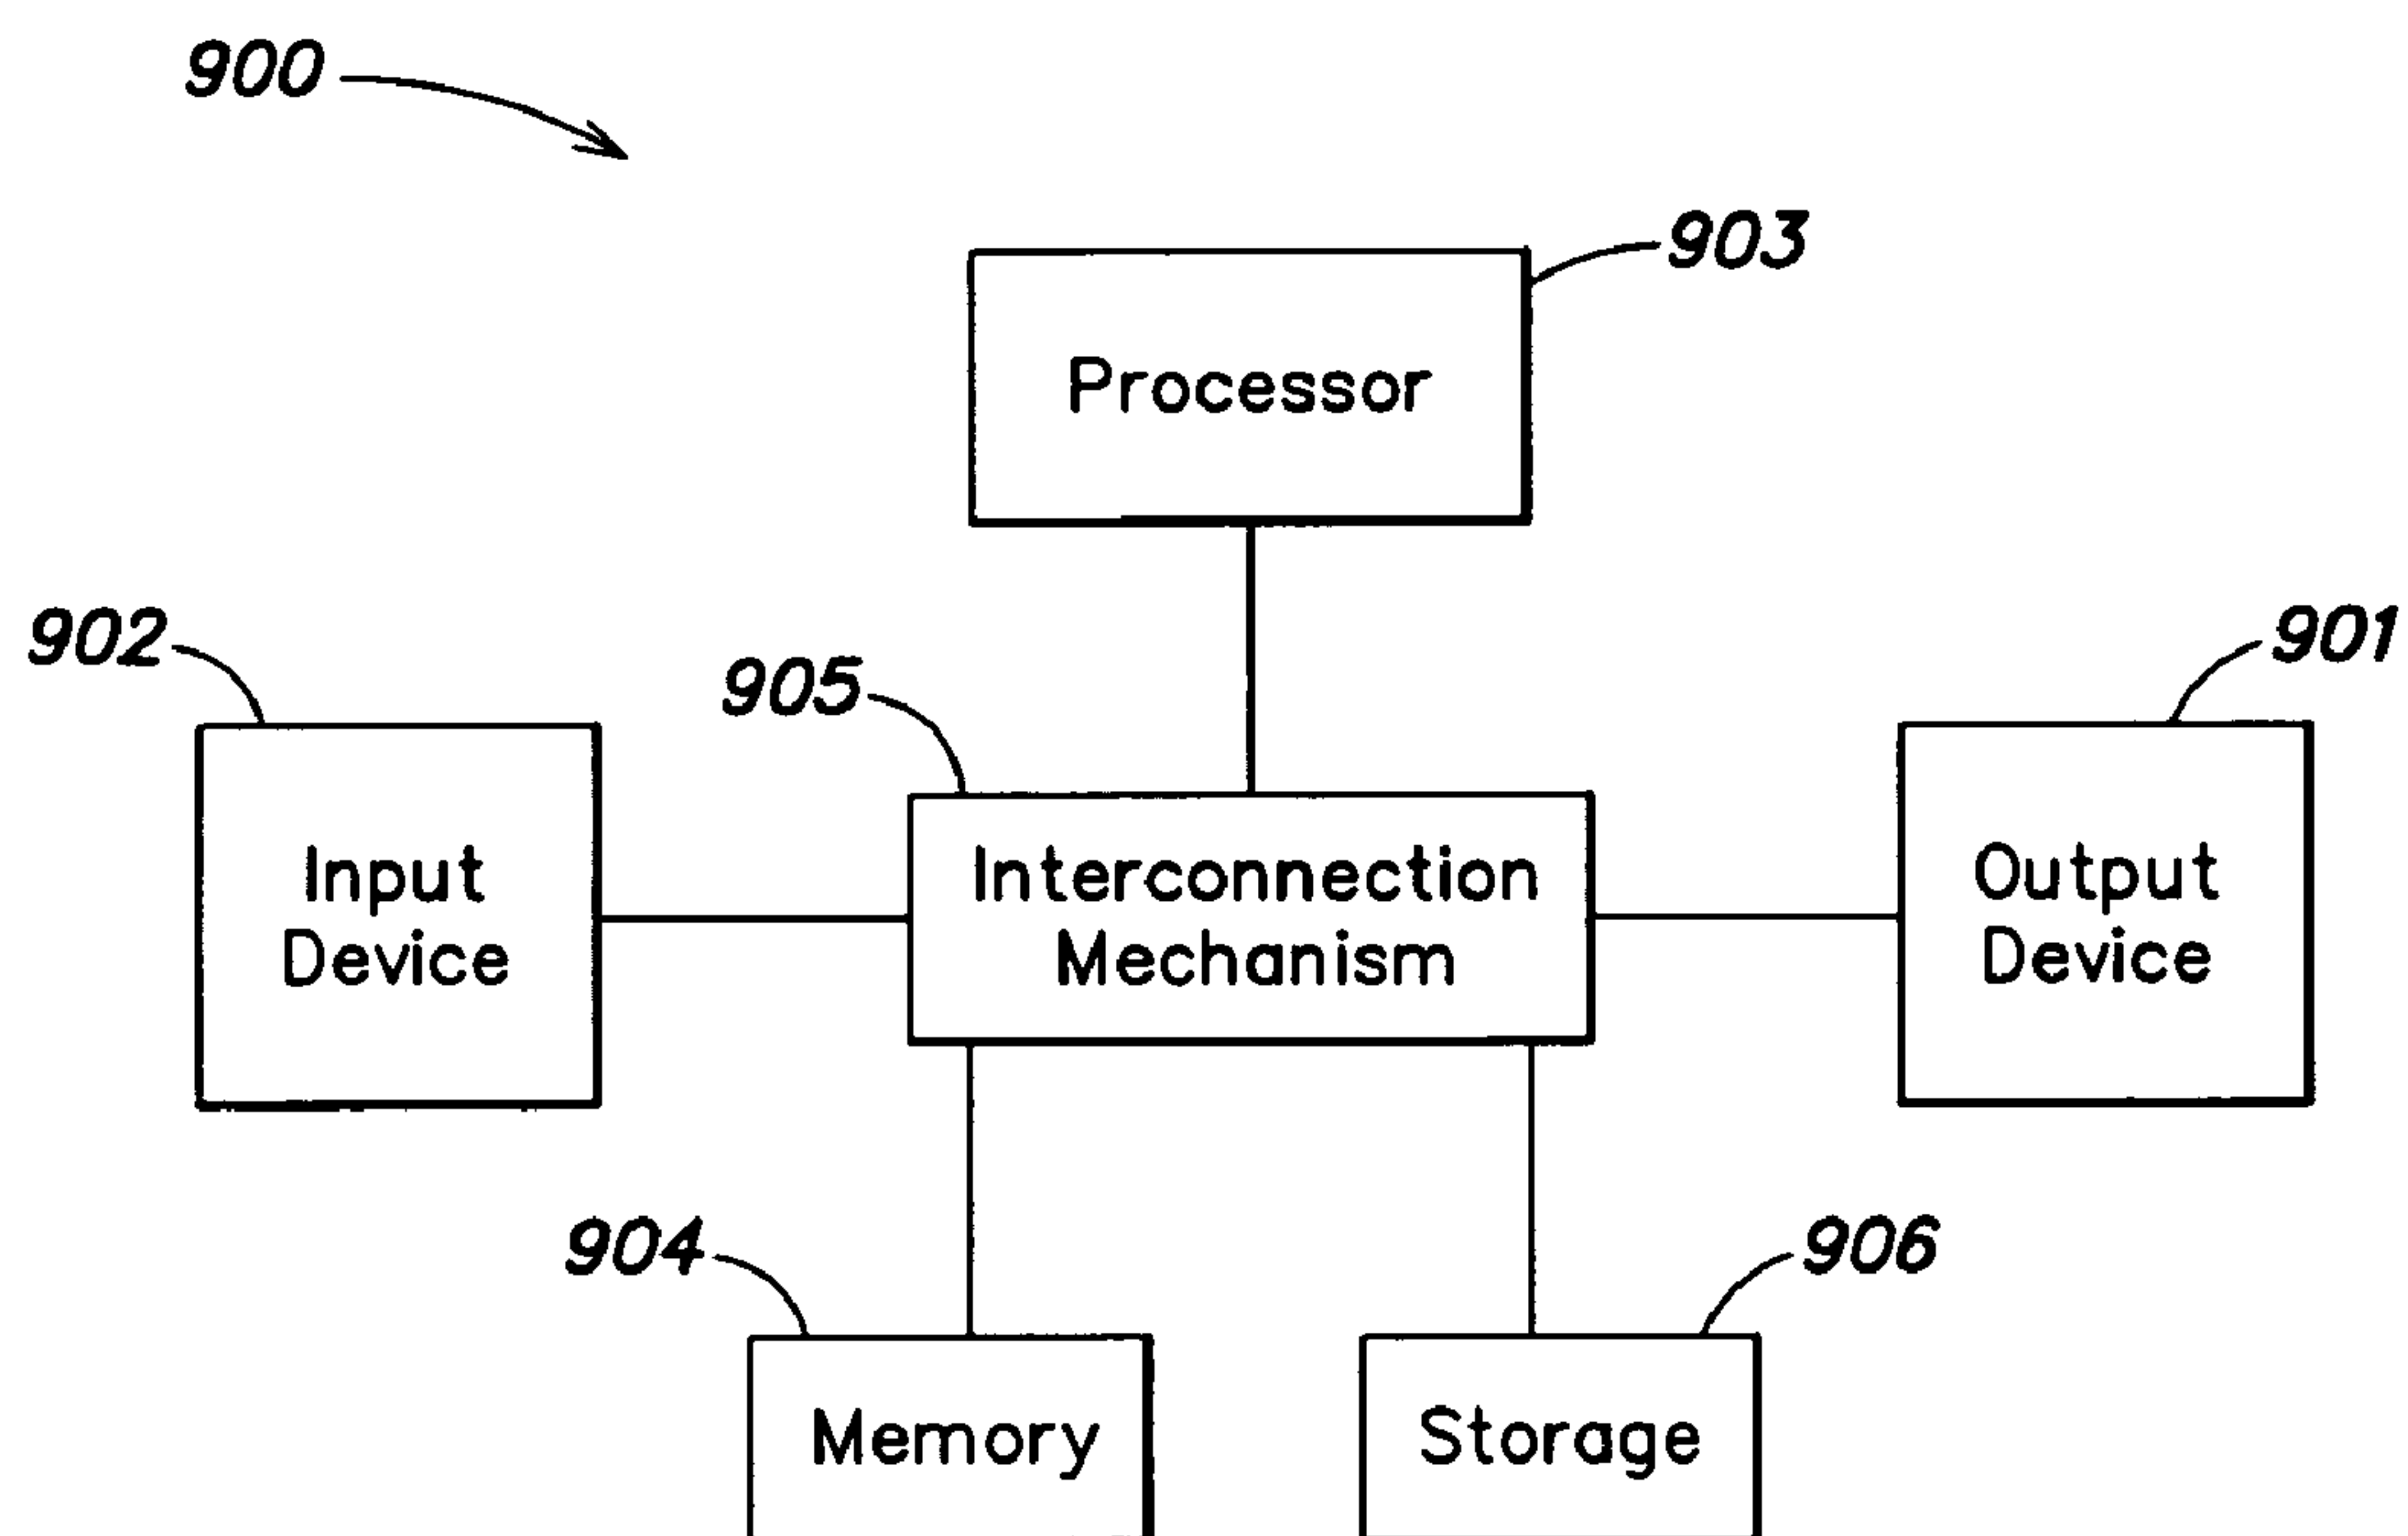 900
903
Processor
902
905
901
Input
Device
Interconnection
Mechanism
Output
Device
904
906
Memory
Storage